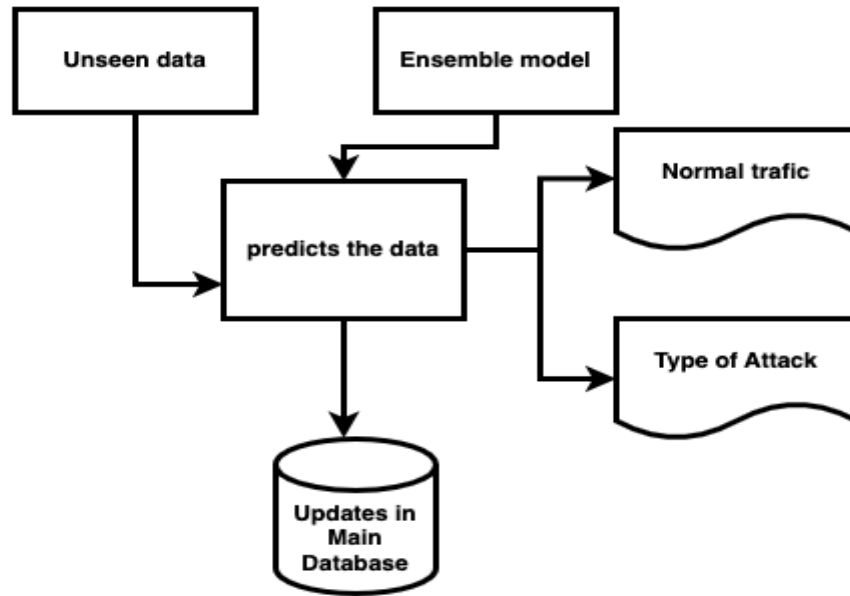 Unseen data
Ensemble model
Normal trafic
predicts the data
Type of Attack
Updates in
Main
Database